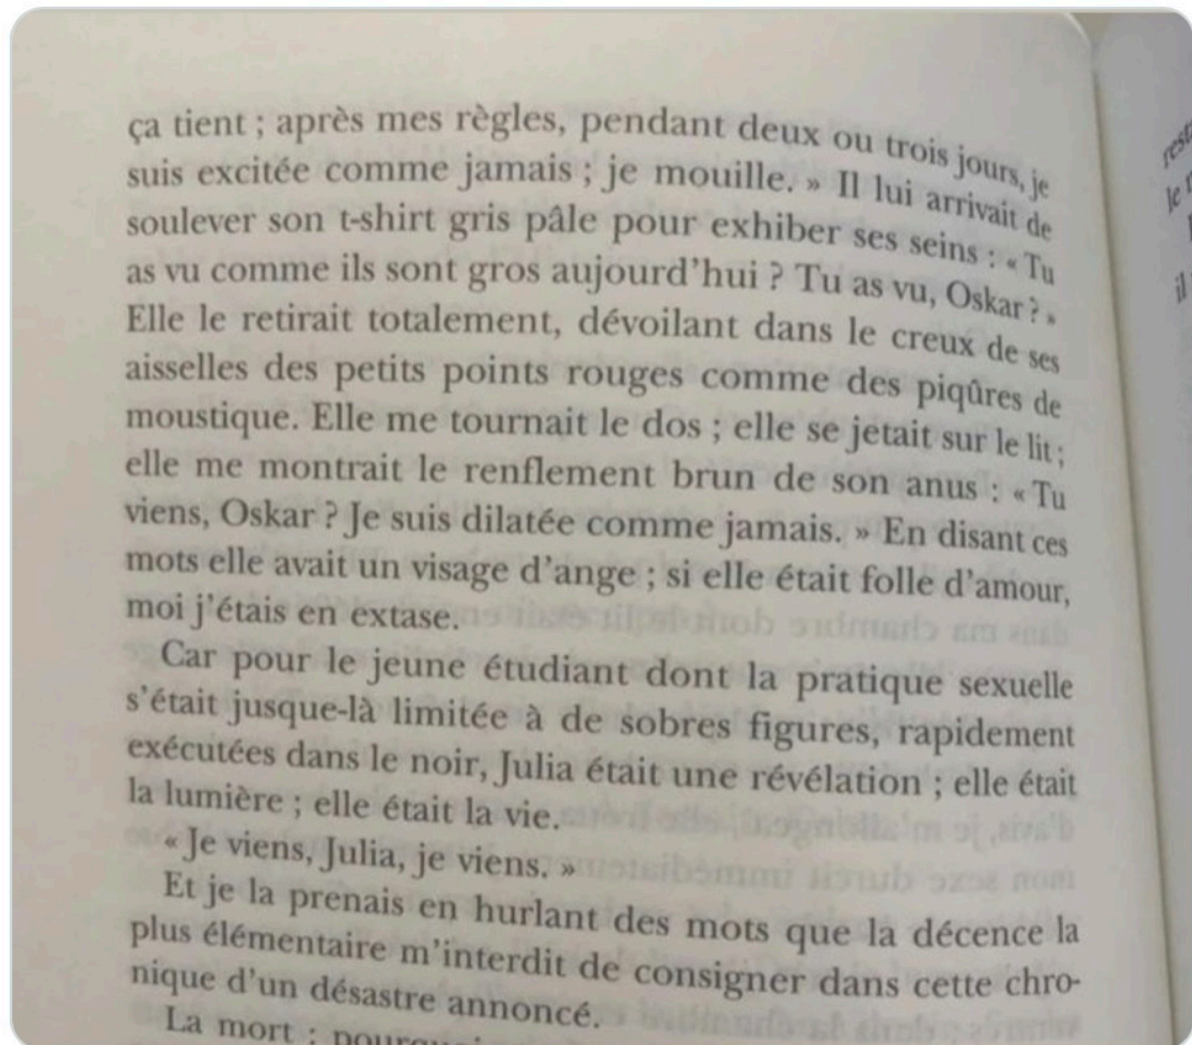 ça tient ; après mes règles, pendant deux ou trois jours, je
suis excitée comme jamais ; je mouille. » Il lui arrivait de
soulever son t-shirt gris pâle pour exhiber ses seins : « Tu
as vu comme ils sont gros aujourd'hui ? Tu as vu, Oskar ? »
Elle le retirait totalement, dévoilant dans le creux de ses
aisselles des petits points rouges comme des piqûres de
moustique. Elle me tournait le dos ; elle se jetait sur le lit ;
elle me montrait le renflement brun de son anus : « Tu
viens, Oskar ? Je suis dilatée comme jamais. » En disant ces
mots elle avait un visage d'ange ; si elle était folle d'amour,
moi j'étais en extase.
Car pour le jeune étudiant dont la pratique sexuelle
s'était jusque-là limitée à de sobres figures, rapidement
exécutées dans le noir, Julia était une révélation ; elle était
la lumière ; elle était la vie.
« Je viens, Julia, je viens. »
Et je la prenais en hurlant des mots que la décence la
plus élémentaire m'interdit de consigner dans cette chro-
nique d'un désastre annoncé.
La mort :
il